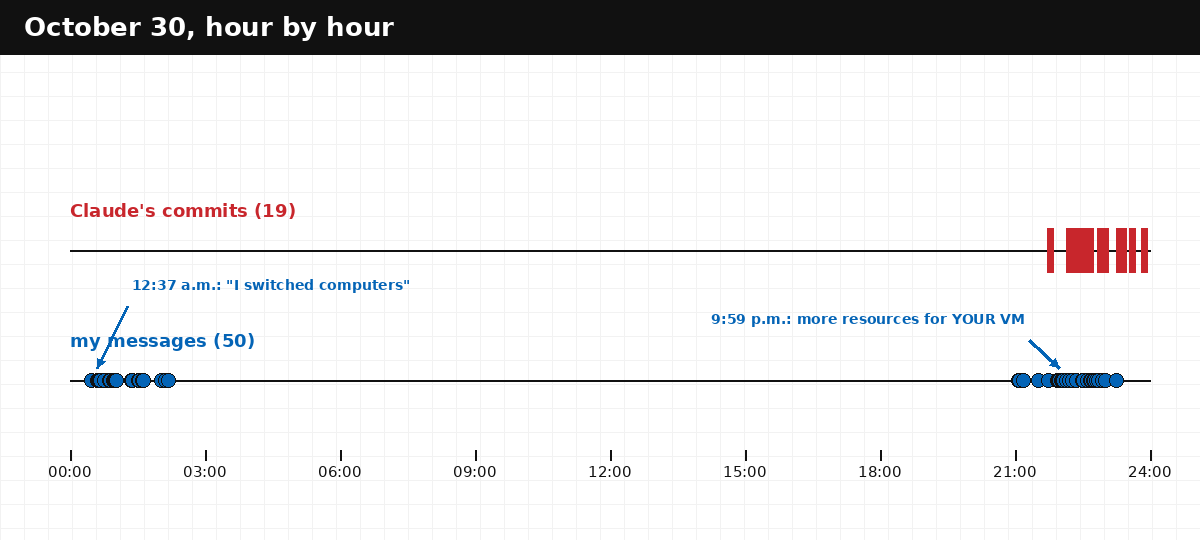 October 30, hour by hour
Claude's commits (19)
12:37 a.m.: "I switched computers"
9:59 p.m.: more resources for YOUR VM
my messages (50)
00:00 03:00 06:00 09:00 12:00 15:00 18:00 21:00 24:00